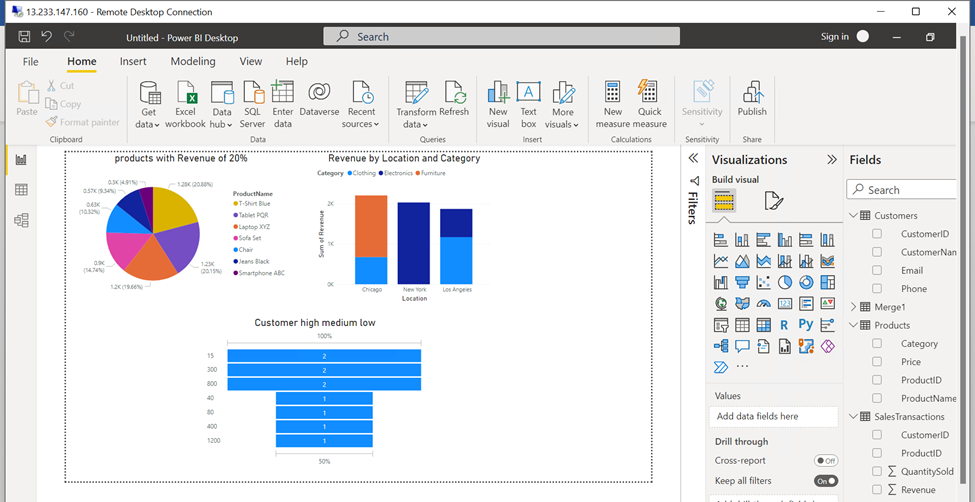 13.233.147.160 - Remote Desktop Connection
Untitled - Power BI Desktop
Search
Sign in
File Home Insert Modeling View Help
Paste
Cut
Copy
Format painter
Clipboard
Get data
Excel workbook
Data hub
SQL Server
Enter data
Dataverse
Recent sources
Data
Transform data
Refresh
Queries
New visual
Text box
More visuals
Insert
New measure
Quick measure
Calculations
Sensitivity
Sensitivity
Publish
Share
products with Revenue of 20%
0.3K (4.91%)
0.57K (9.34%)
0.63K (10.32%)
0.9K (14.74%)
1.2K (19.66%)
1.23K (20.15%)
1.28K (20.88%)
ProductName
T-Shirt Blue
Tablet PQR
Laptop XYZ
Sofa Set
Chair
Jeans Black
Smartphone ABC
Revenue by Location and Category
Category Clothing Electronics Furniture
Sum of Revenue
2K
1K
0K
Chicago New York Los Angeles
Location
Customer high medium low
100%
15 2
300 2
800 2
40 1
80 1
400 1
1200 1
50%
Filters
Visualizations
Build visual
R
Py
123
Values
Add data fields here
Drill through
Cross-report Off
Keep all filters On
Fields
Search
Customers
CustomerID
CustomerNan
Email
Phone
Merge1
Products
Category
Price
ProductID
ProductName
SalesTransactions
CustomerID
ProductID
QuantitySold
Revenue